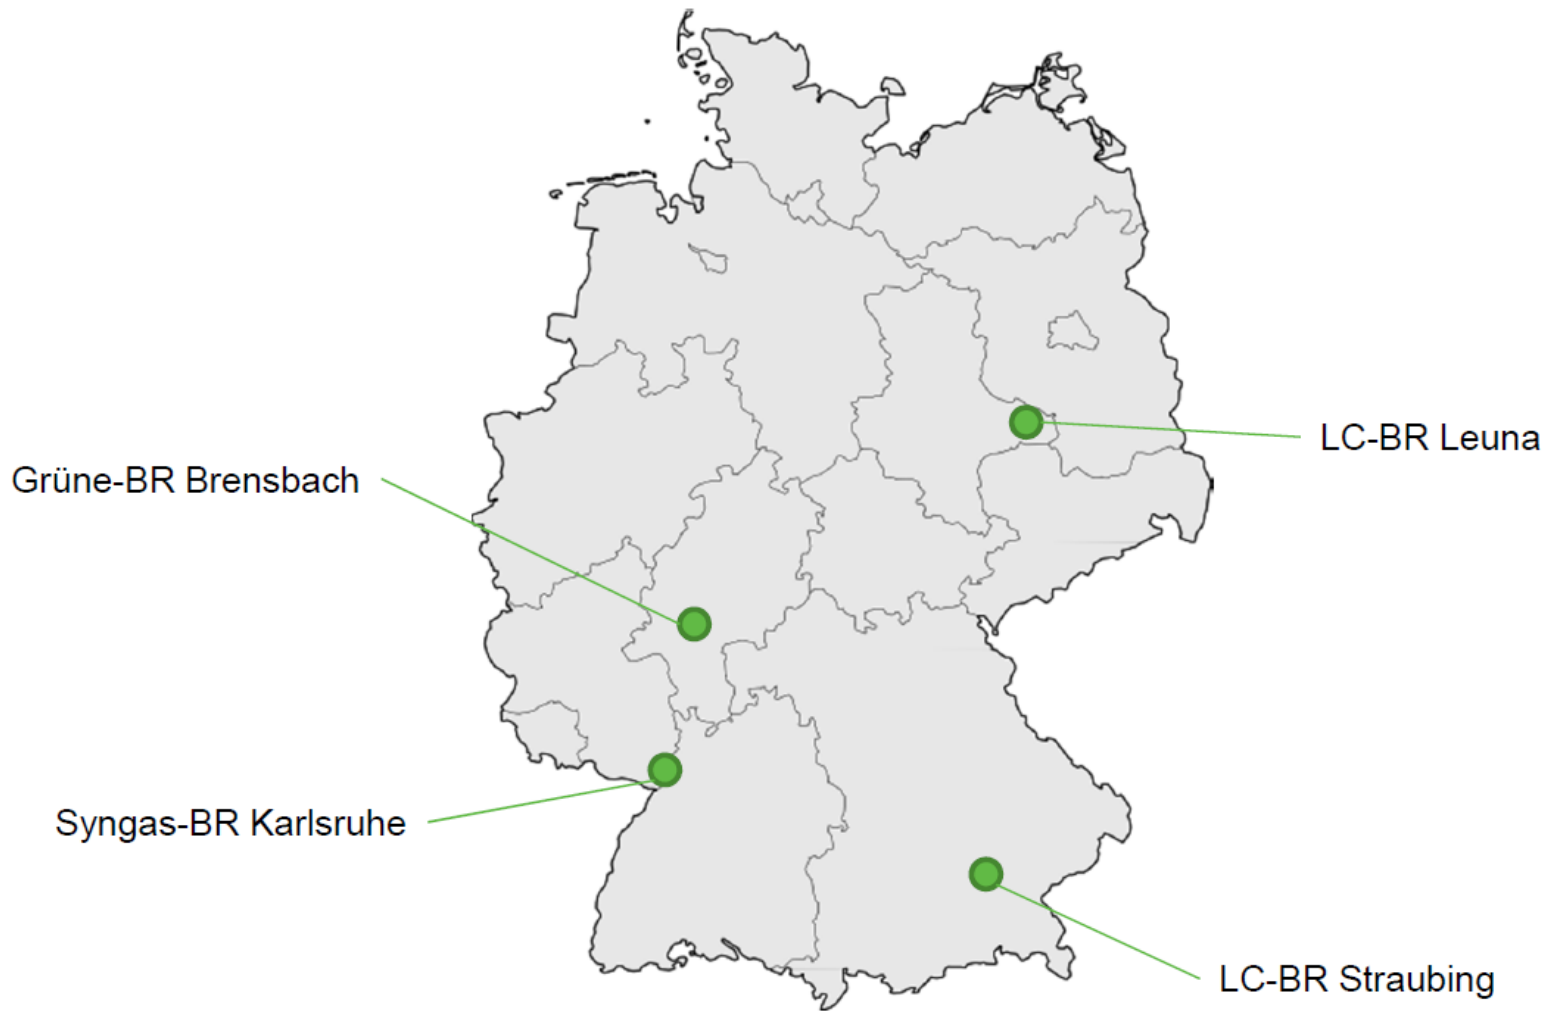 LC-BR Leuna
Grüne-BR Brensbach
Syngas-BR Karlsruhe
LC-BR Straubing